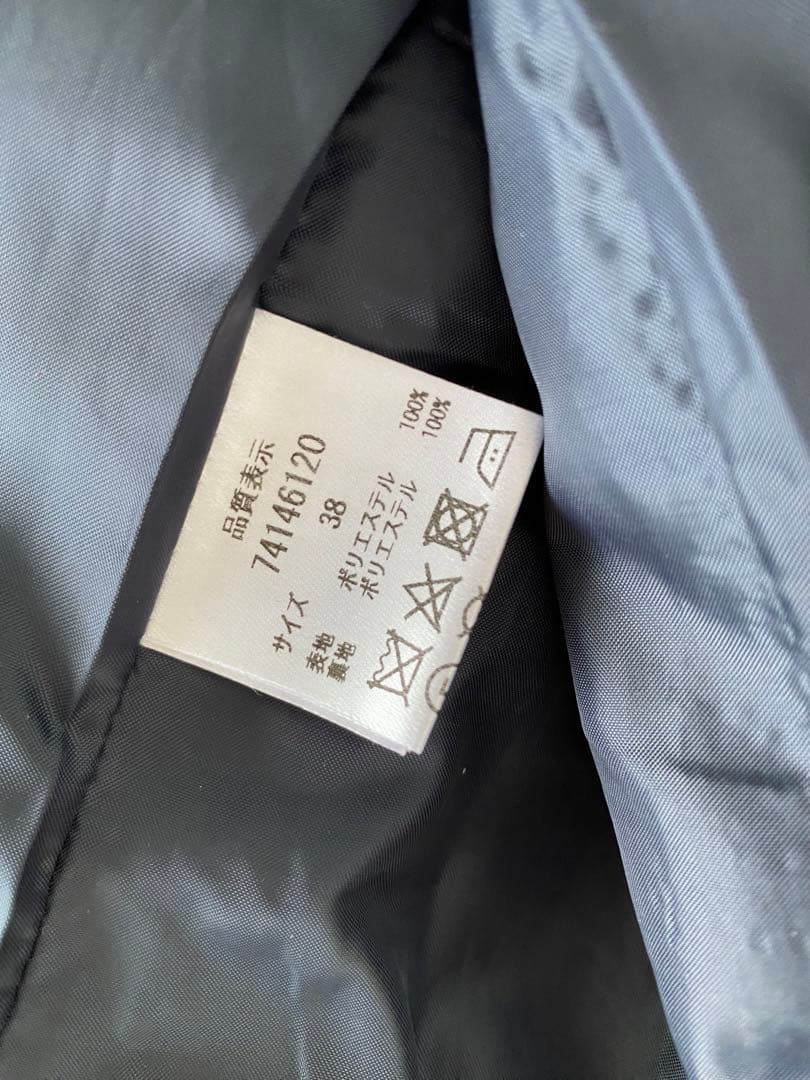 品質表示
74146120
サイズ 38
表地 ポリエステル 100%
裏地 ポリエステル 100%